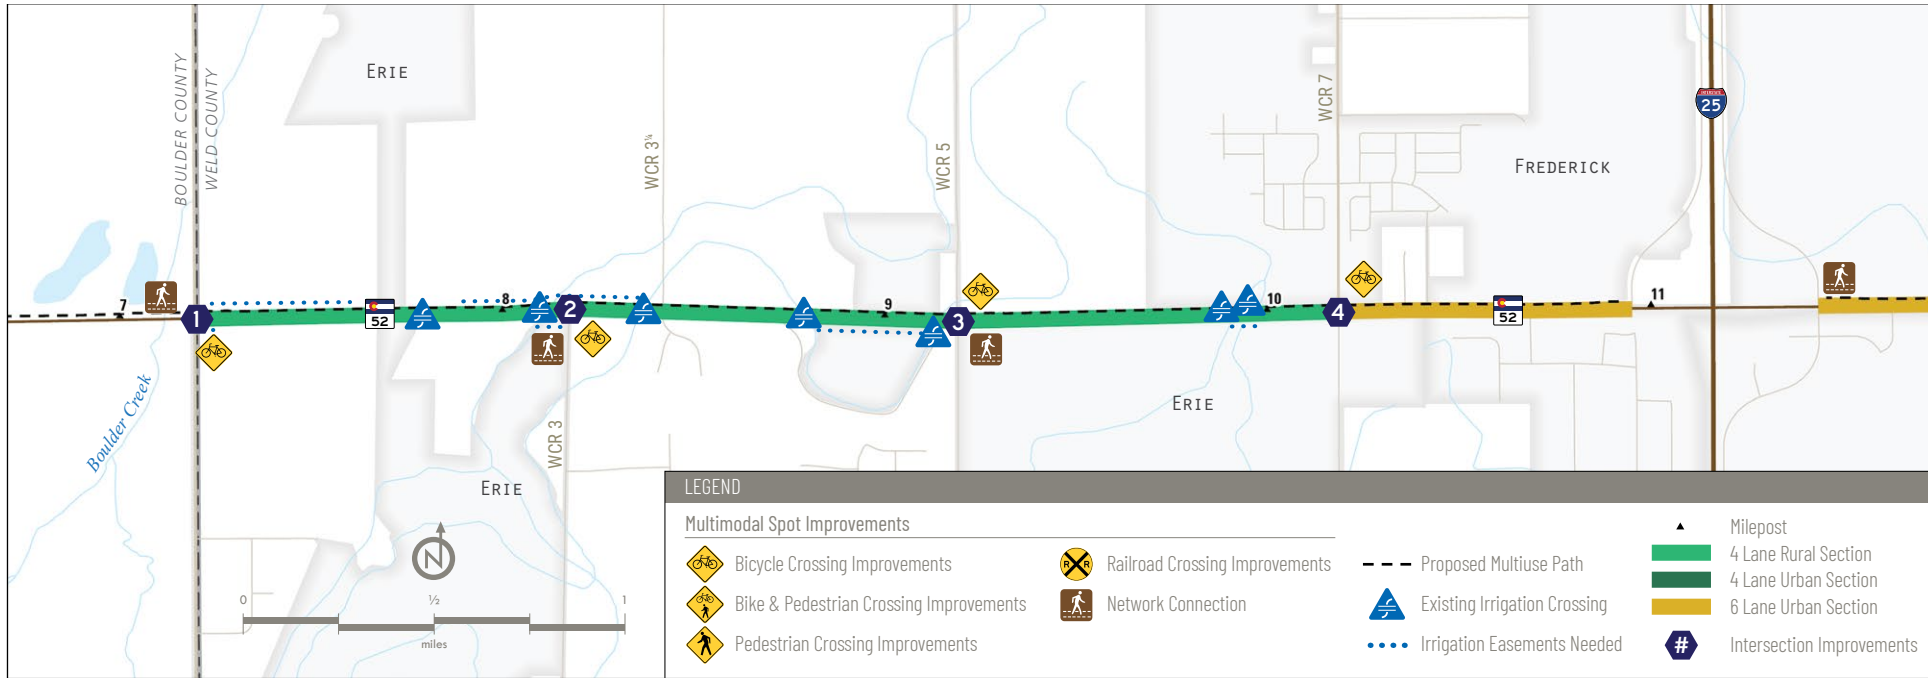 BOULDER COUNTY
WELD COUNTY
ERIE
WCR 3¼
WCR 5
WCR 7
INTERSTATE
25
FREDERICK
7
1
52
8
2
9
3
10
4
52
11
Boulder Creek
WCR 3
ERIE
ERIE
N
0 ½ 1
miles
LEGEND
Multimodal Spot Improvements
Bicycle Crossing Improvements
Bike & Pedestrian Crossing Improvements
Pedestrian Crossing Improvements
R R Railroad Crossing Improvements
Network Connection
Proposed Multiuse Path
Existing Irrigation Crossing
Irrigation Easements Needed
Milepost
4 Lane Rural Section
4 Lane Urban Section
6 Lane Urban Section
# Intersection Improvements